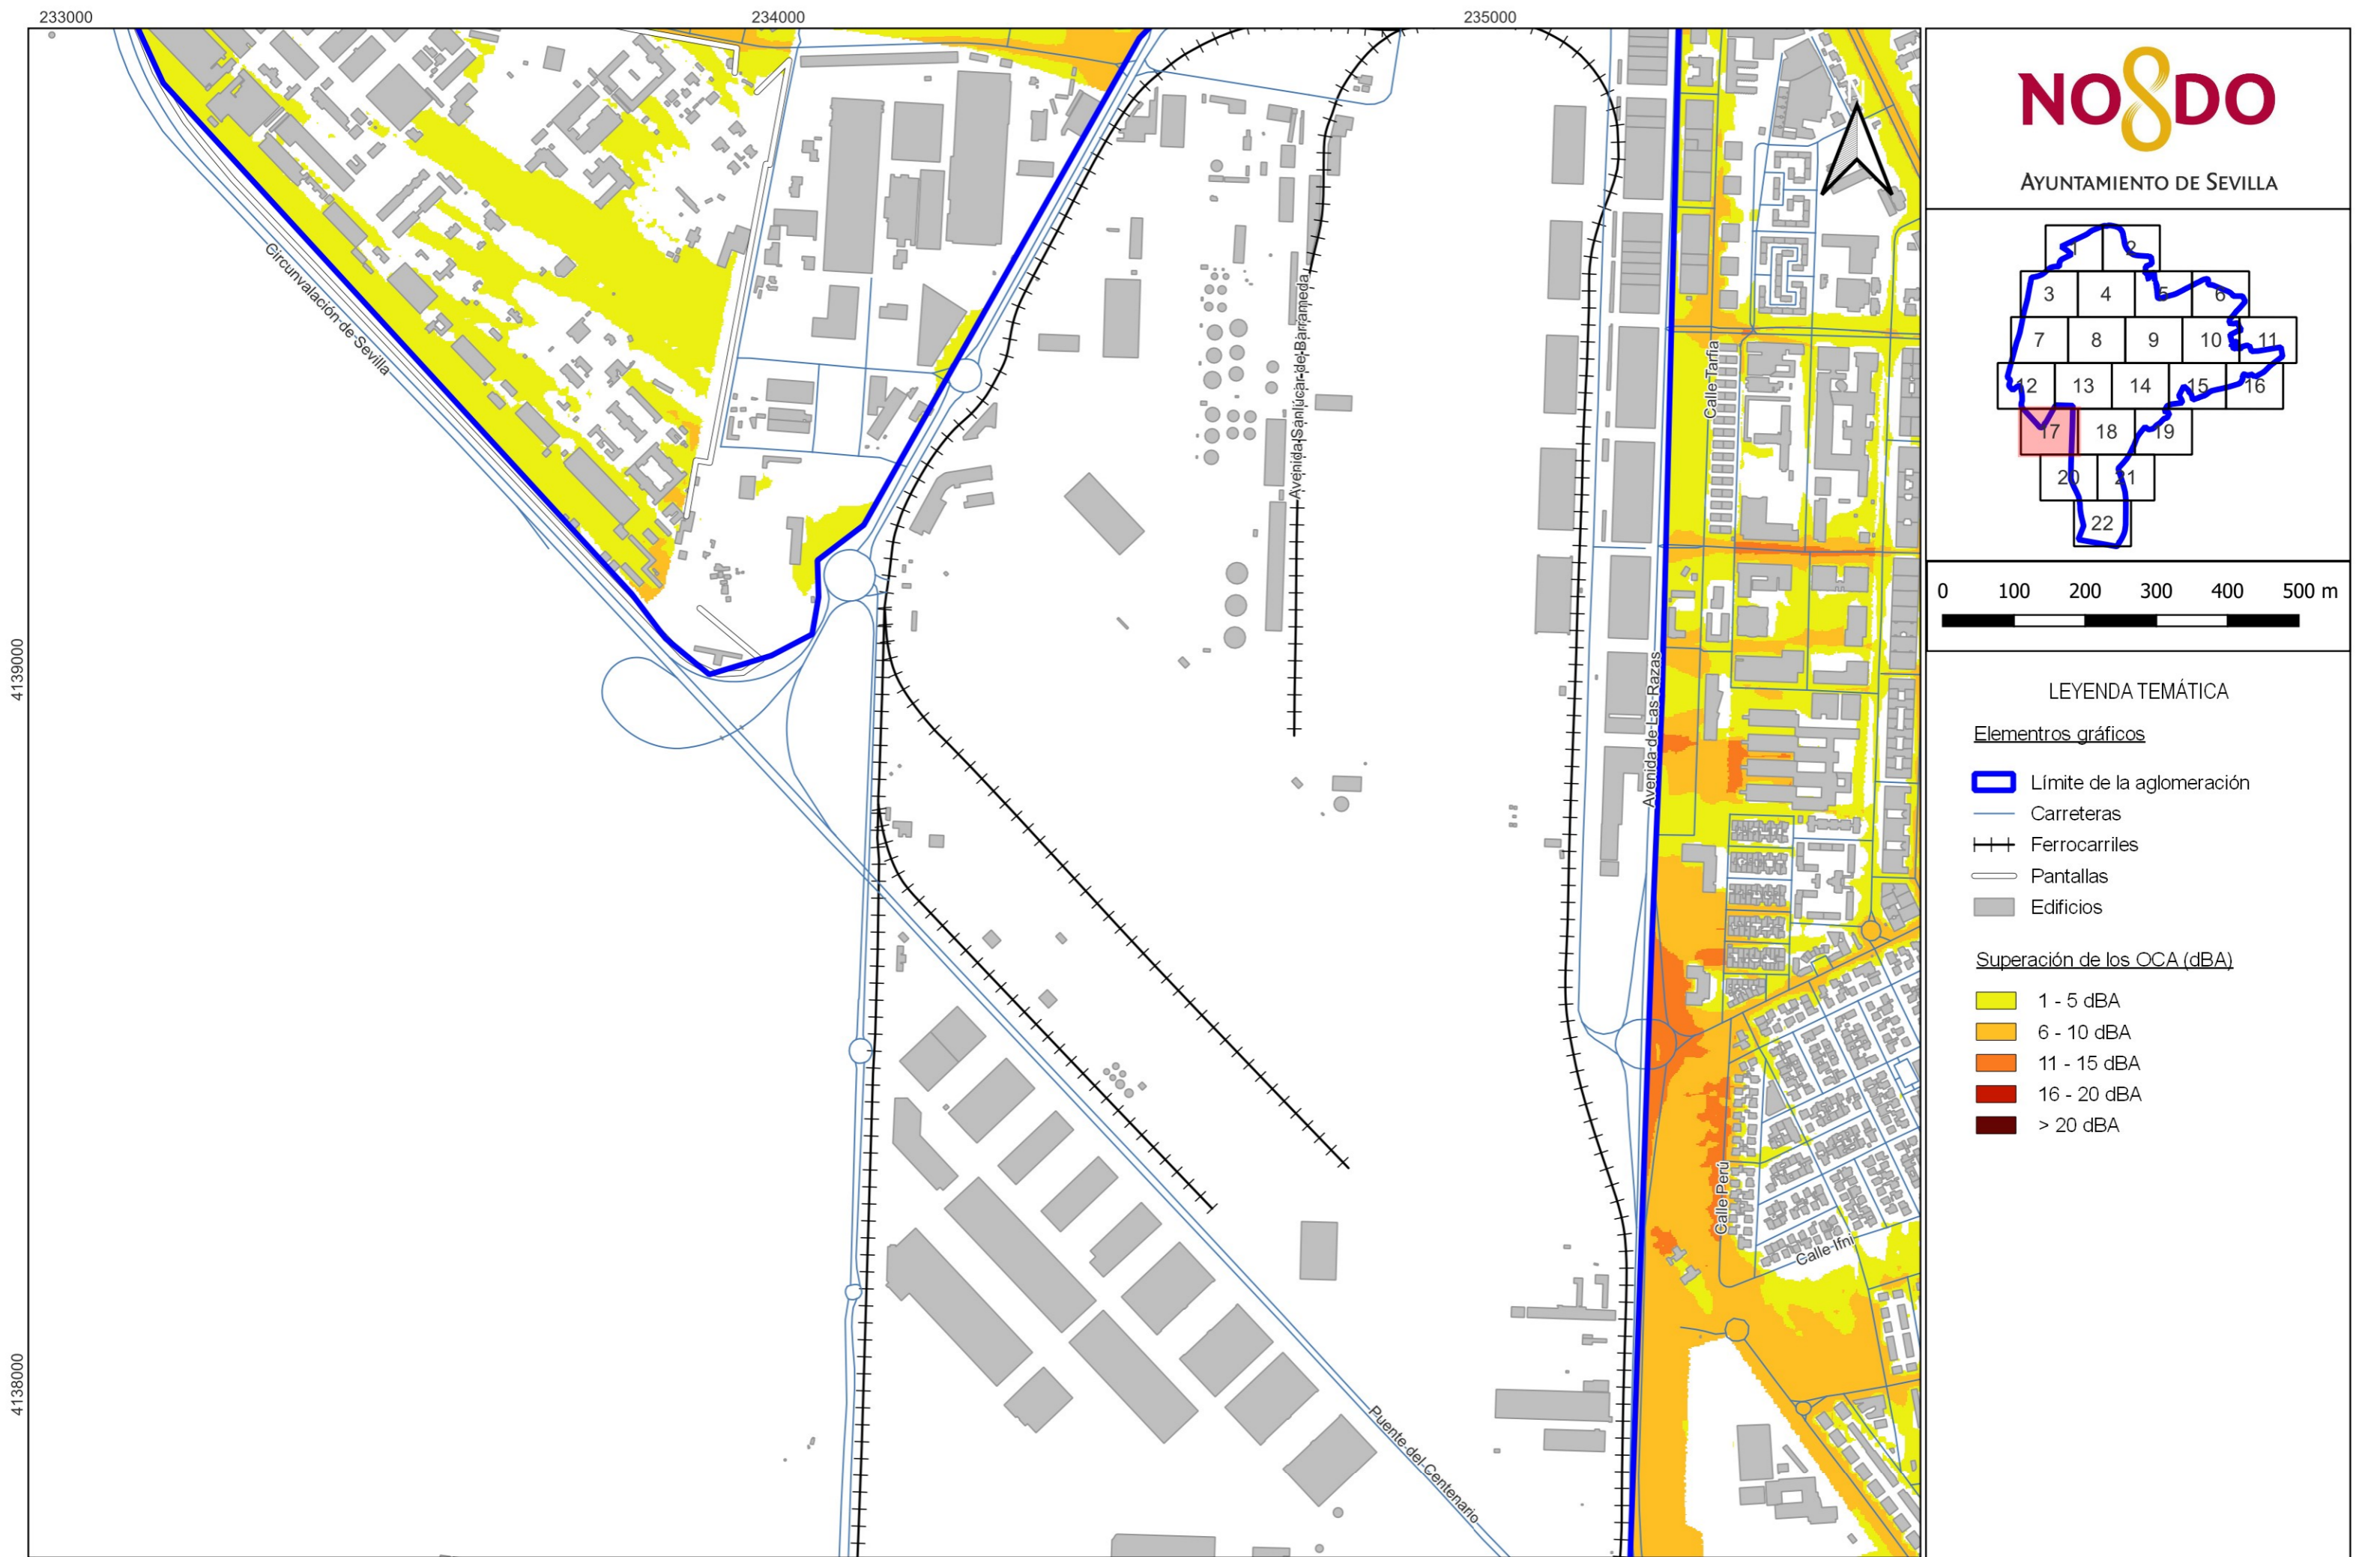 233000
234000
235000
4139000
4138000
Circunvalación-de-Sevilla
Avenida-Sanlúcar-de-Barrameda
Calle-Tarfia
Avenida-de-Las-Razas
Calle-Perú
Calle-Ifni
Puente-del-Centenario
NO8DO
AYUNTAMIENTO DE SEVILLA
1
2
3
4
5
6
7
8
9
10
11
12
13
14
15
16
17
18
19
20
21
22
0 100 200 300 400 500 m
LEYENDA TEMÁTICA
Elementros gráficos
Límite de la aglomeración
Carreteras
Ferrocarriles
Pantallas
Edificios
Superación de los OCA (dBA)
1 - 5 dBA
6 - 10 dBA
11 - 15 dBA
16 - 20 dBA
> 20 dBA